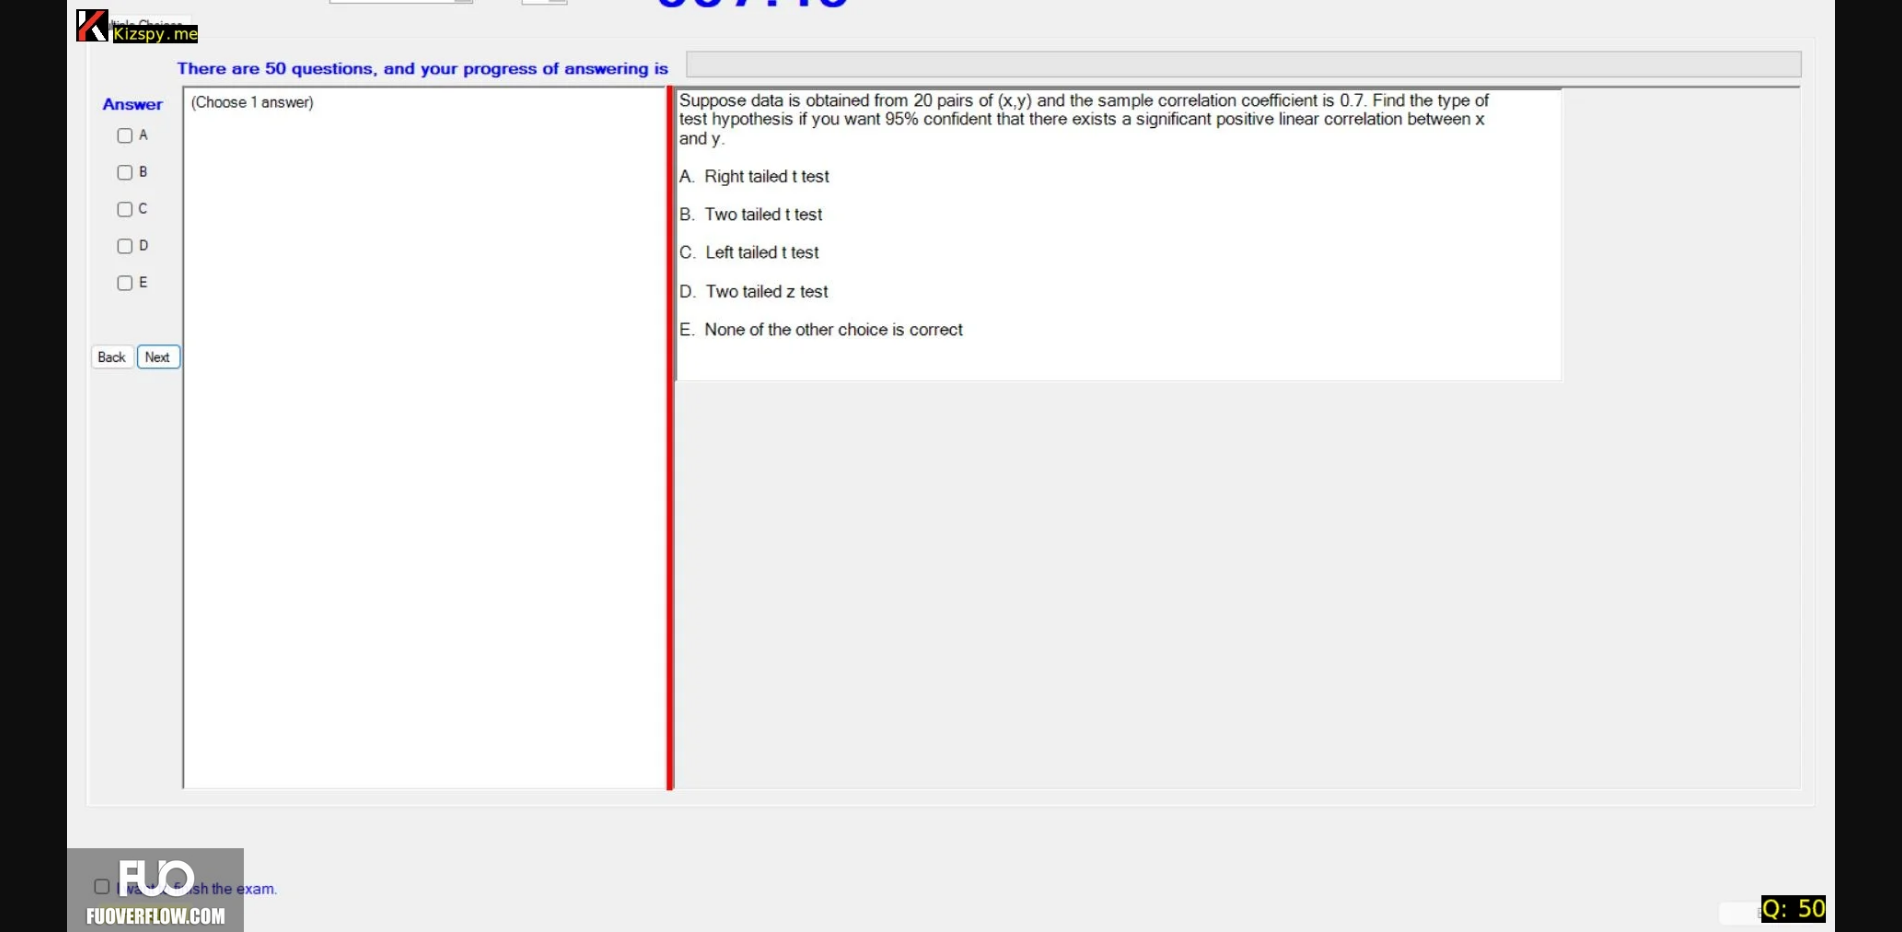 Kizspy.me
There are 50 questions, and your progress of answering is
Answer
(Choose 1 answer)
A
B
C
D
E
Back Next
Suppose data is obtained from 20 pairs of (x,y) and the sample correlation coefficient is 0.7. Find the type of
test hypothesis if you want 95% confident that there exists a significant positive linear correlation between x
and y.
A. Right tailed t test
B. Two tailed t test
C. Left tailed t test
D. Two tailed z test
E. None of the other choice is correct
FUO
finish the exam.
FUOVERFLOW.COM
Q: 50